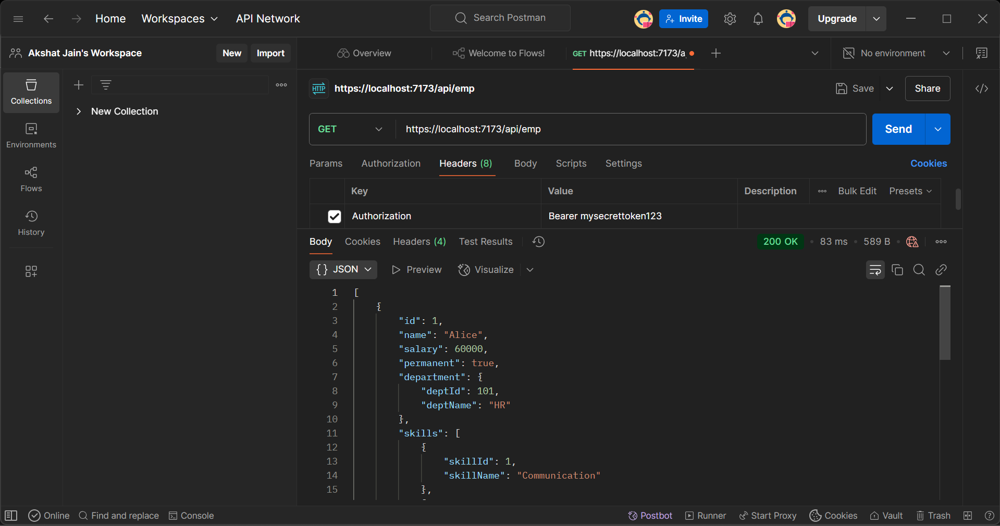 Home Workspaces API Network Search Postman Invite Upgrade
Akshat Jain's Workspace New Import Overview Welcome to Flows! GET https://localhost:7173/a No environment
Collections
Environments
Flows
History
New Collection
HTTP https://localhost:7173/api/emp Save Share
GET https://localhost:7173/api/emp Send
Params Authorization Headers (8) Body Scripts Settings Cookies
Key Value Description Bulk Edit Presets
Authorization Bearer mysecrettoken123
Body Cookies Headers (4) Test Results 200 OK • 83 ms • 589 B •
{} JSON Preview Visualize
1 [
2 {
3 "id": 1,
4 "name": "Alice",
5 "salary": 60000,
6 "permanent": true,
7 "department": {
8 "deptId": 101,
9 "deptName": "HR"
10 },
11 "skills": [
12 {
13 "skillId": 1,
14 "skillName": "Communication"
15 },
Online Find and replace Console Postbot Runner Start Proxy Cookies Vault Trash